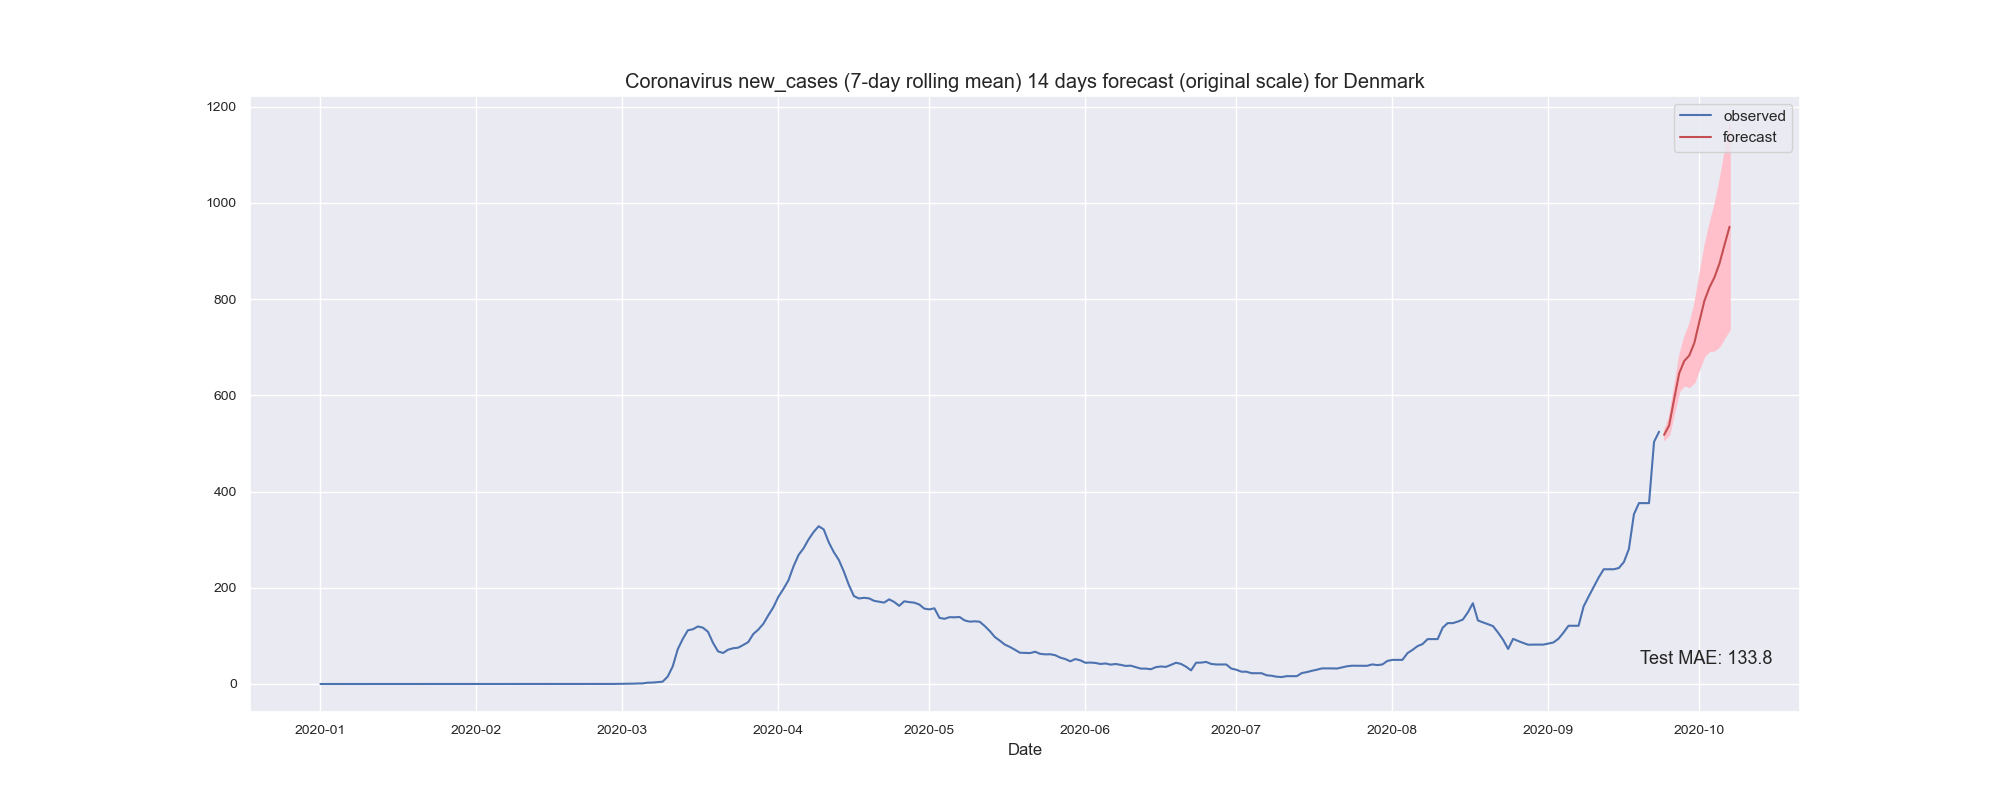 Coronavirus new_cases (7-day rolling mean) 14 days forecast (original scale) for Denmark
1200
1000
800
600
400
200
0
observed
forecast
Test MAE: 133.8
2020-01 2020-02 2020-03 2020-04 2020-05 2020-06 2020-07 2020-08 2020-09 2020-10
Date